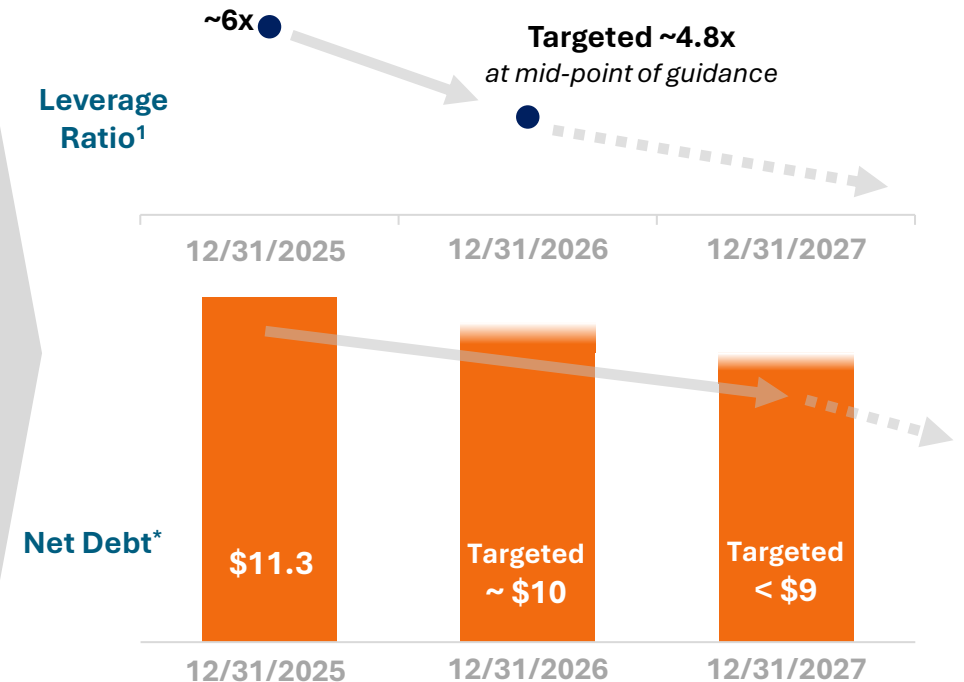 ~6x
Targeted ~4.8x
at mid-point of guidance
Leverage
Ratio¹
12/31/2025
12/31/2026
12/31/2027
Net Debt*
$11.3
Targeted
~ $10
Targeted
< $9
12/31/2025
12/31/2026
12/31/2027